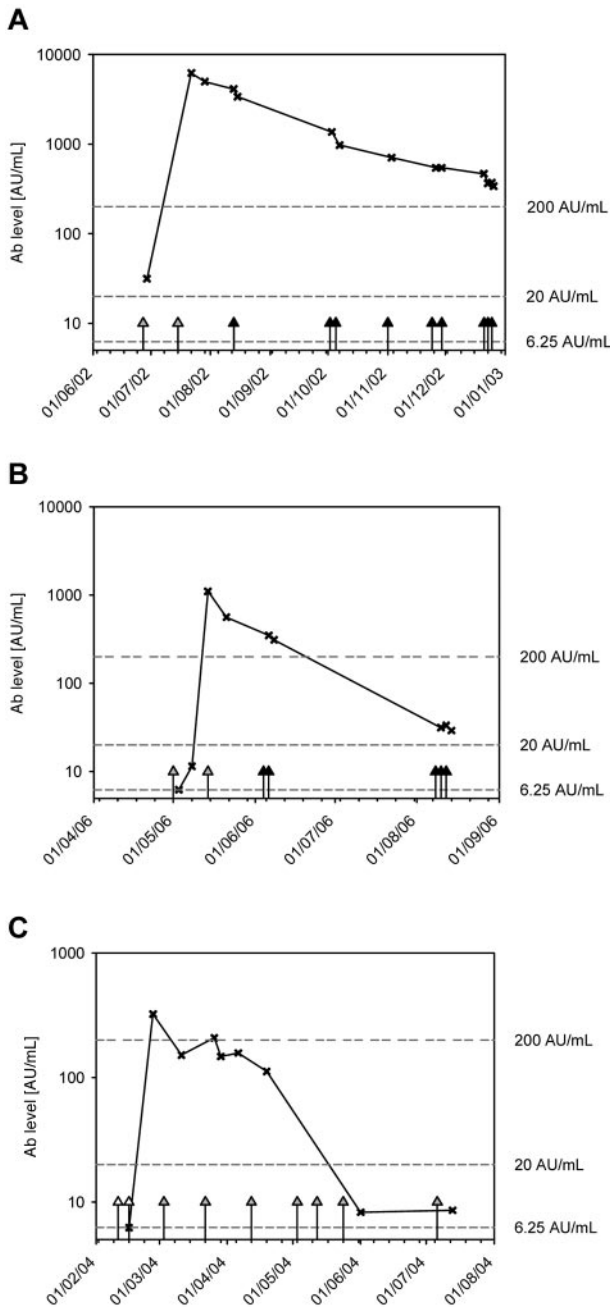 A
10000
1000
100
10
Ab level [AU/mL]
200 AU/mL
20 AU/mL
6.25 AU/mL
01/06/02
01/07/02
01/08/02
01/09/02
01/10/02
01/11/02
01/12/02
01/01/03
B
10000
1000
100
10
Ab level [AU/mL]
200 AU/mL
20 AU/mL
6.25 AU/mL
01/04/06
01/05/06
01/06/06
01/07/06
01/08/06
01/09/06
C
1000
100
10
Ab level [AU/mL]
200 AU/mL
20 AU/mL
6.25 AU/mL
01/02/04
01/03/04
01/04/04
01/05/04
01/06/04
01/07/04
01/08/04